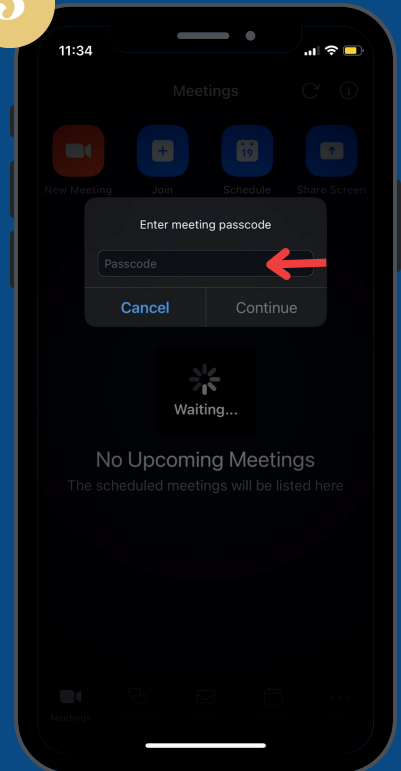 3
11:34
Meetings
New Meeting Join Schedule Share Screen
19
Enter meeting passcode
Passcode
Cancel Continue
Waiting...
No Upcoming Meetings
The scheduled meetings will be listed here
Meetings